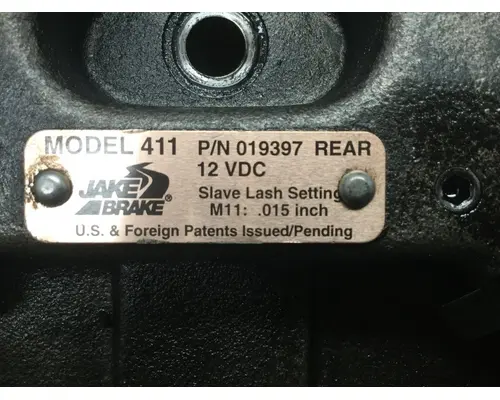 MODEL 411 P/N 019397 REAR
12 VDC
JAKE
BRAKE®
Slave Lash Setting
M11: .015 inch
U.S. & Foreign Patents Issued/Pending